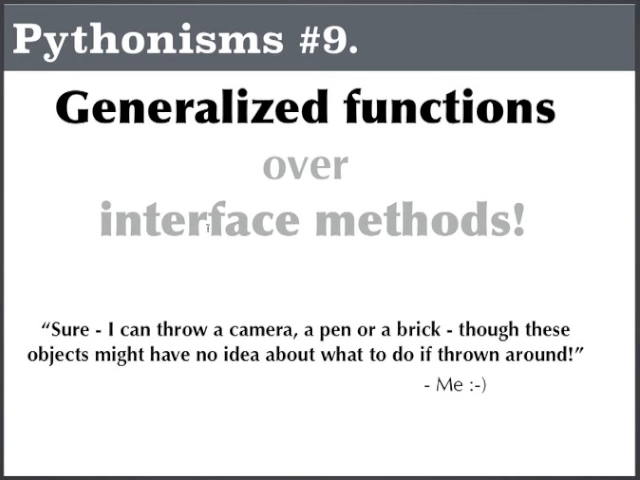 Pythonisms #9.
Generalized functions
over
interface methods!
“Sure - I can throw a camera, a pen or a brick - though these
objects might have no idea about what to do if thrown around!”
- Me :-)